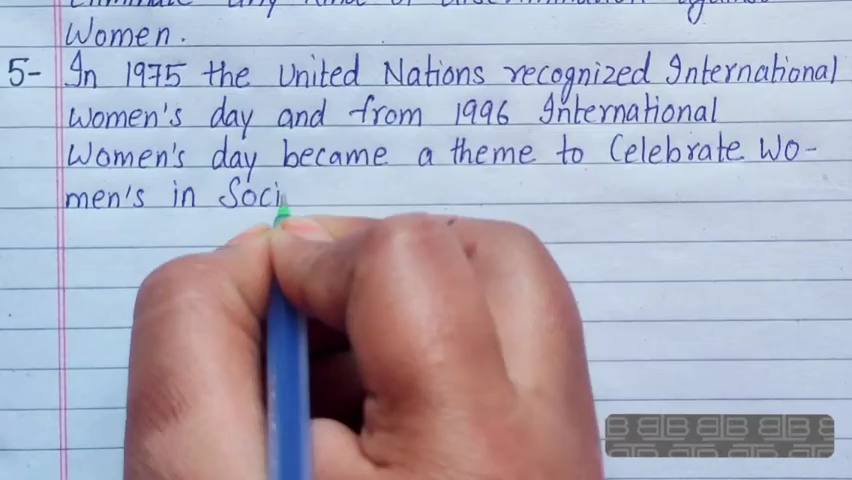 Women.
5- In 1975 the United Nations recognized International
Women's day and from 1996 International
Women's day became a theme to Celebrate Wo-
men's in Soci